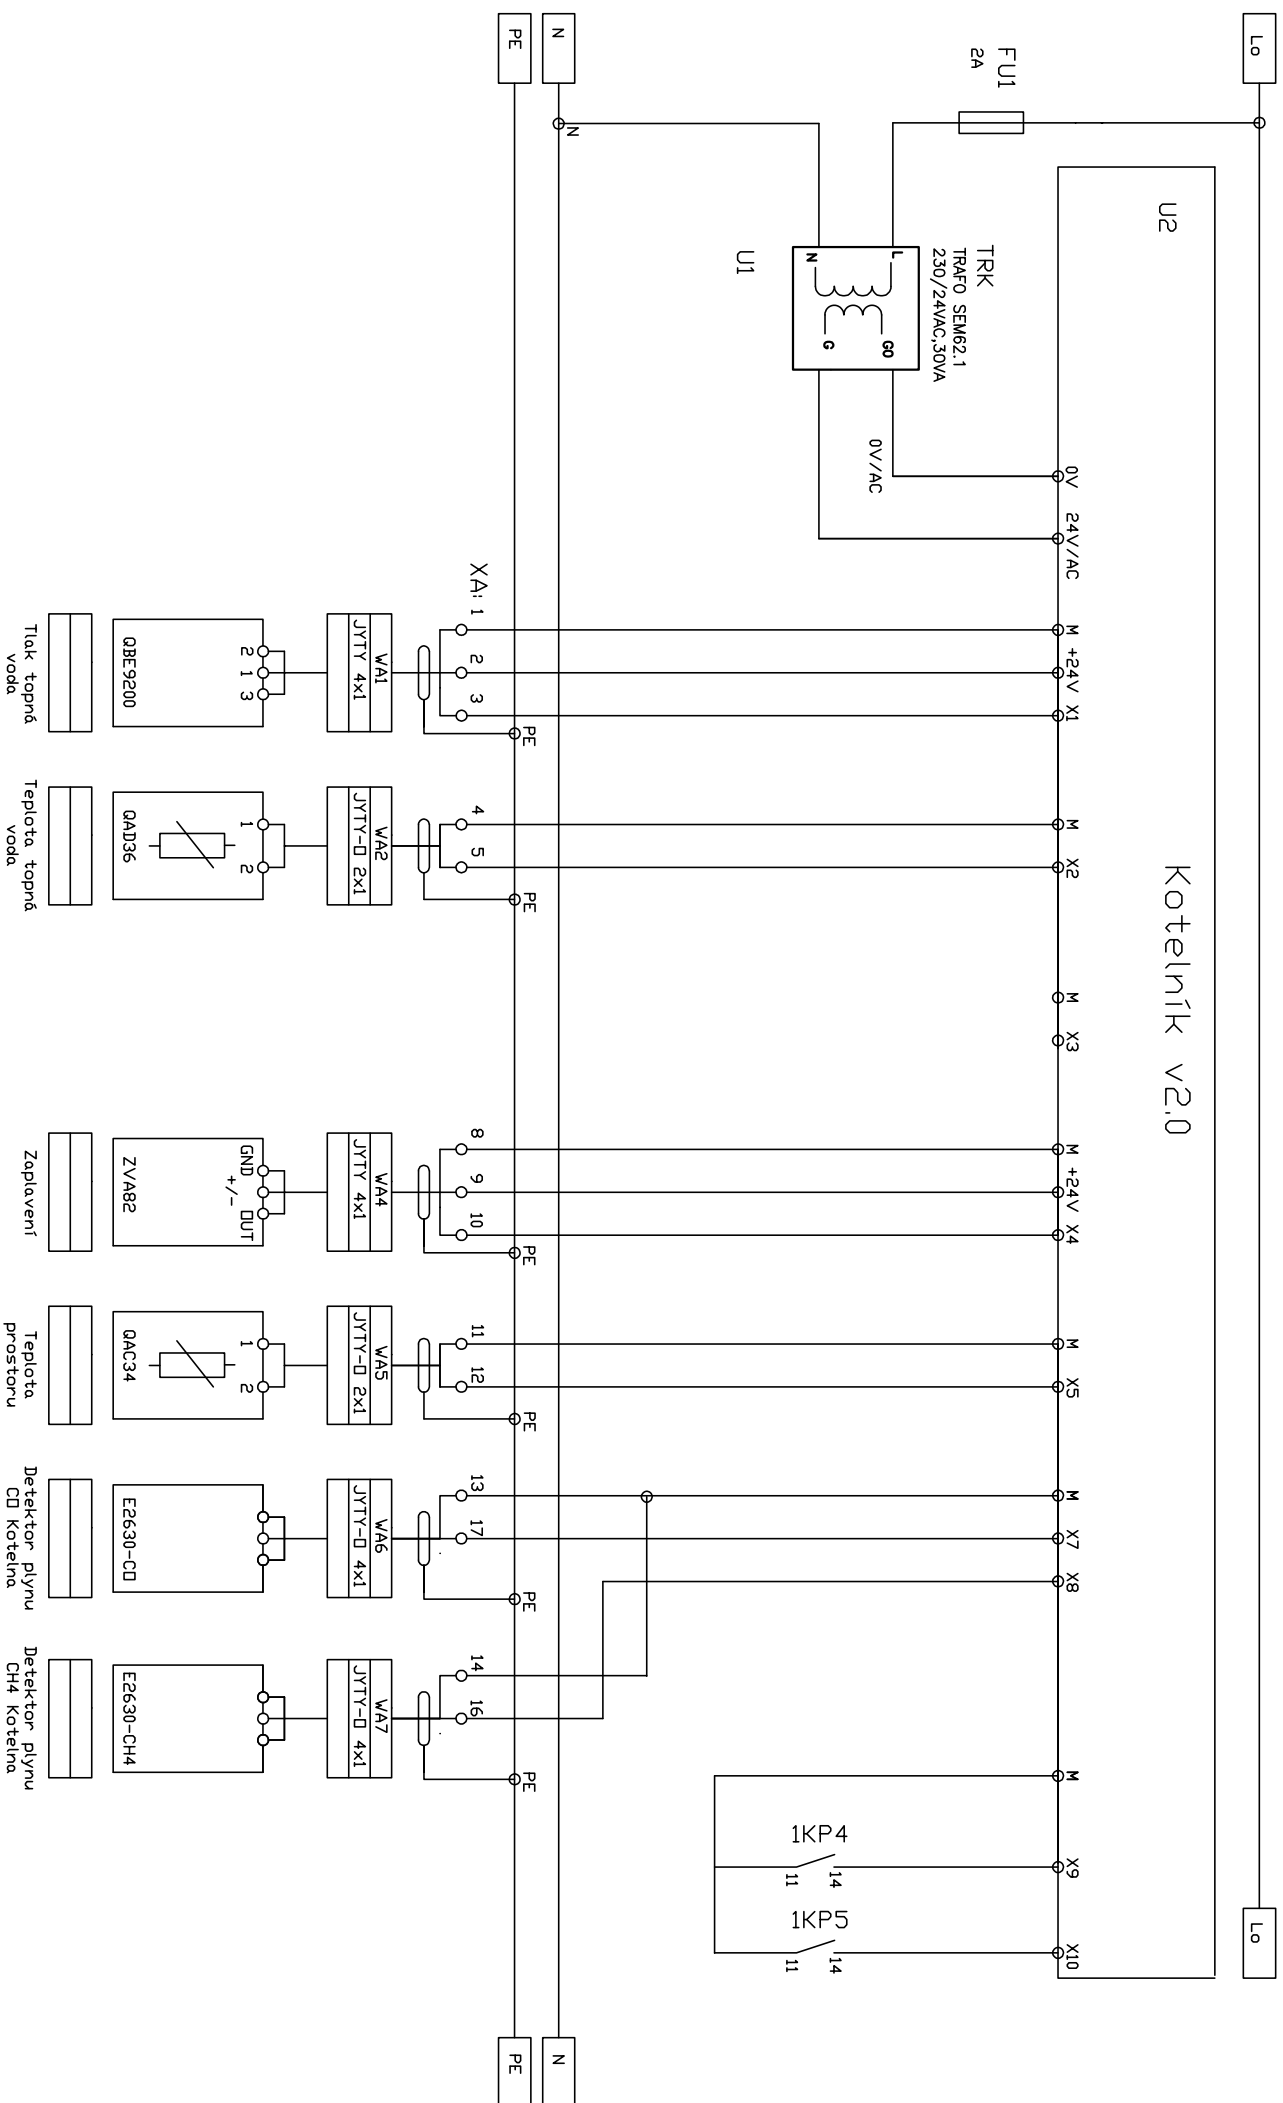 Lo
Lo
FU1
2A
U2
Kotelník v2.0
TRK
TRAFO SEM62.1
230/24VAC,30VA
L
GO
N
G
U1
0V/AC
0V
24V/AC
M
+24V
X1
M
X2
M
X3
M
+24V
X4
M
X5
M
X7
X8
M
X9
X10
1KP4
14
11
1KP5
14
11
N
N
N
PE
PE
XA:
1
2
3
PE
4
5
PE
8
9
10
PE
11
12
PE
13
17
PE
14
16
PE
WA1
JYTY 4x1
WA2
JYTY-O 2x1
WA4
JYTY 4x1
WA5
JYTY-O 2x1
WA6
JYTY-O 4x1
WA7
JYTY-O 4x1
2
1
3
QBE9200
1
2
QAD36
GND
+/-
OUT
ZVA82
1
2
QAC34
E2630-CO
E2630-CH4
Tlak topná
voda
Teplota topná
voda
Zaplavení
Teplota
prostoru
Detektor plynu
CO Kotelna
Detektor plynu
CH4 Kotelna